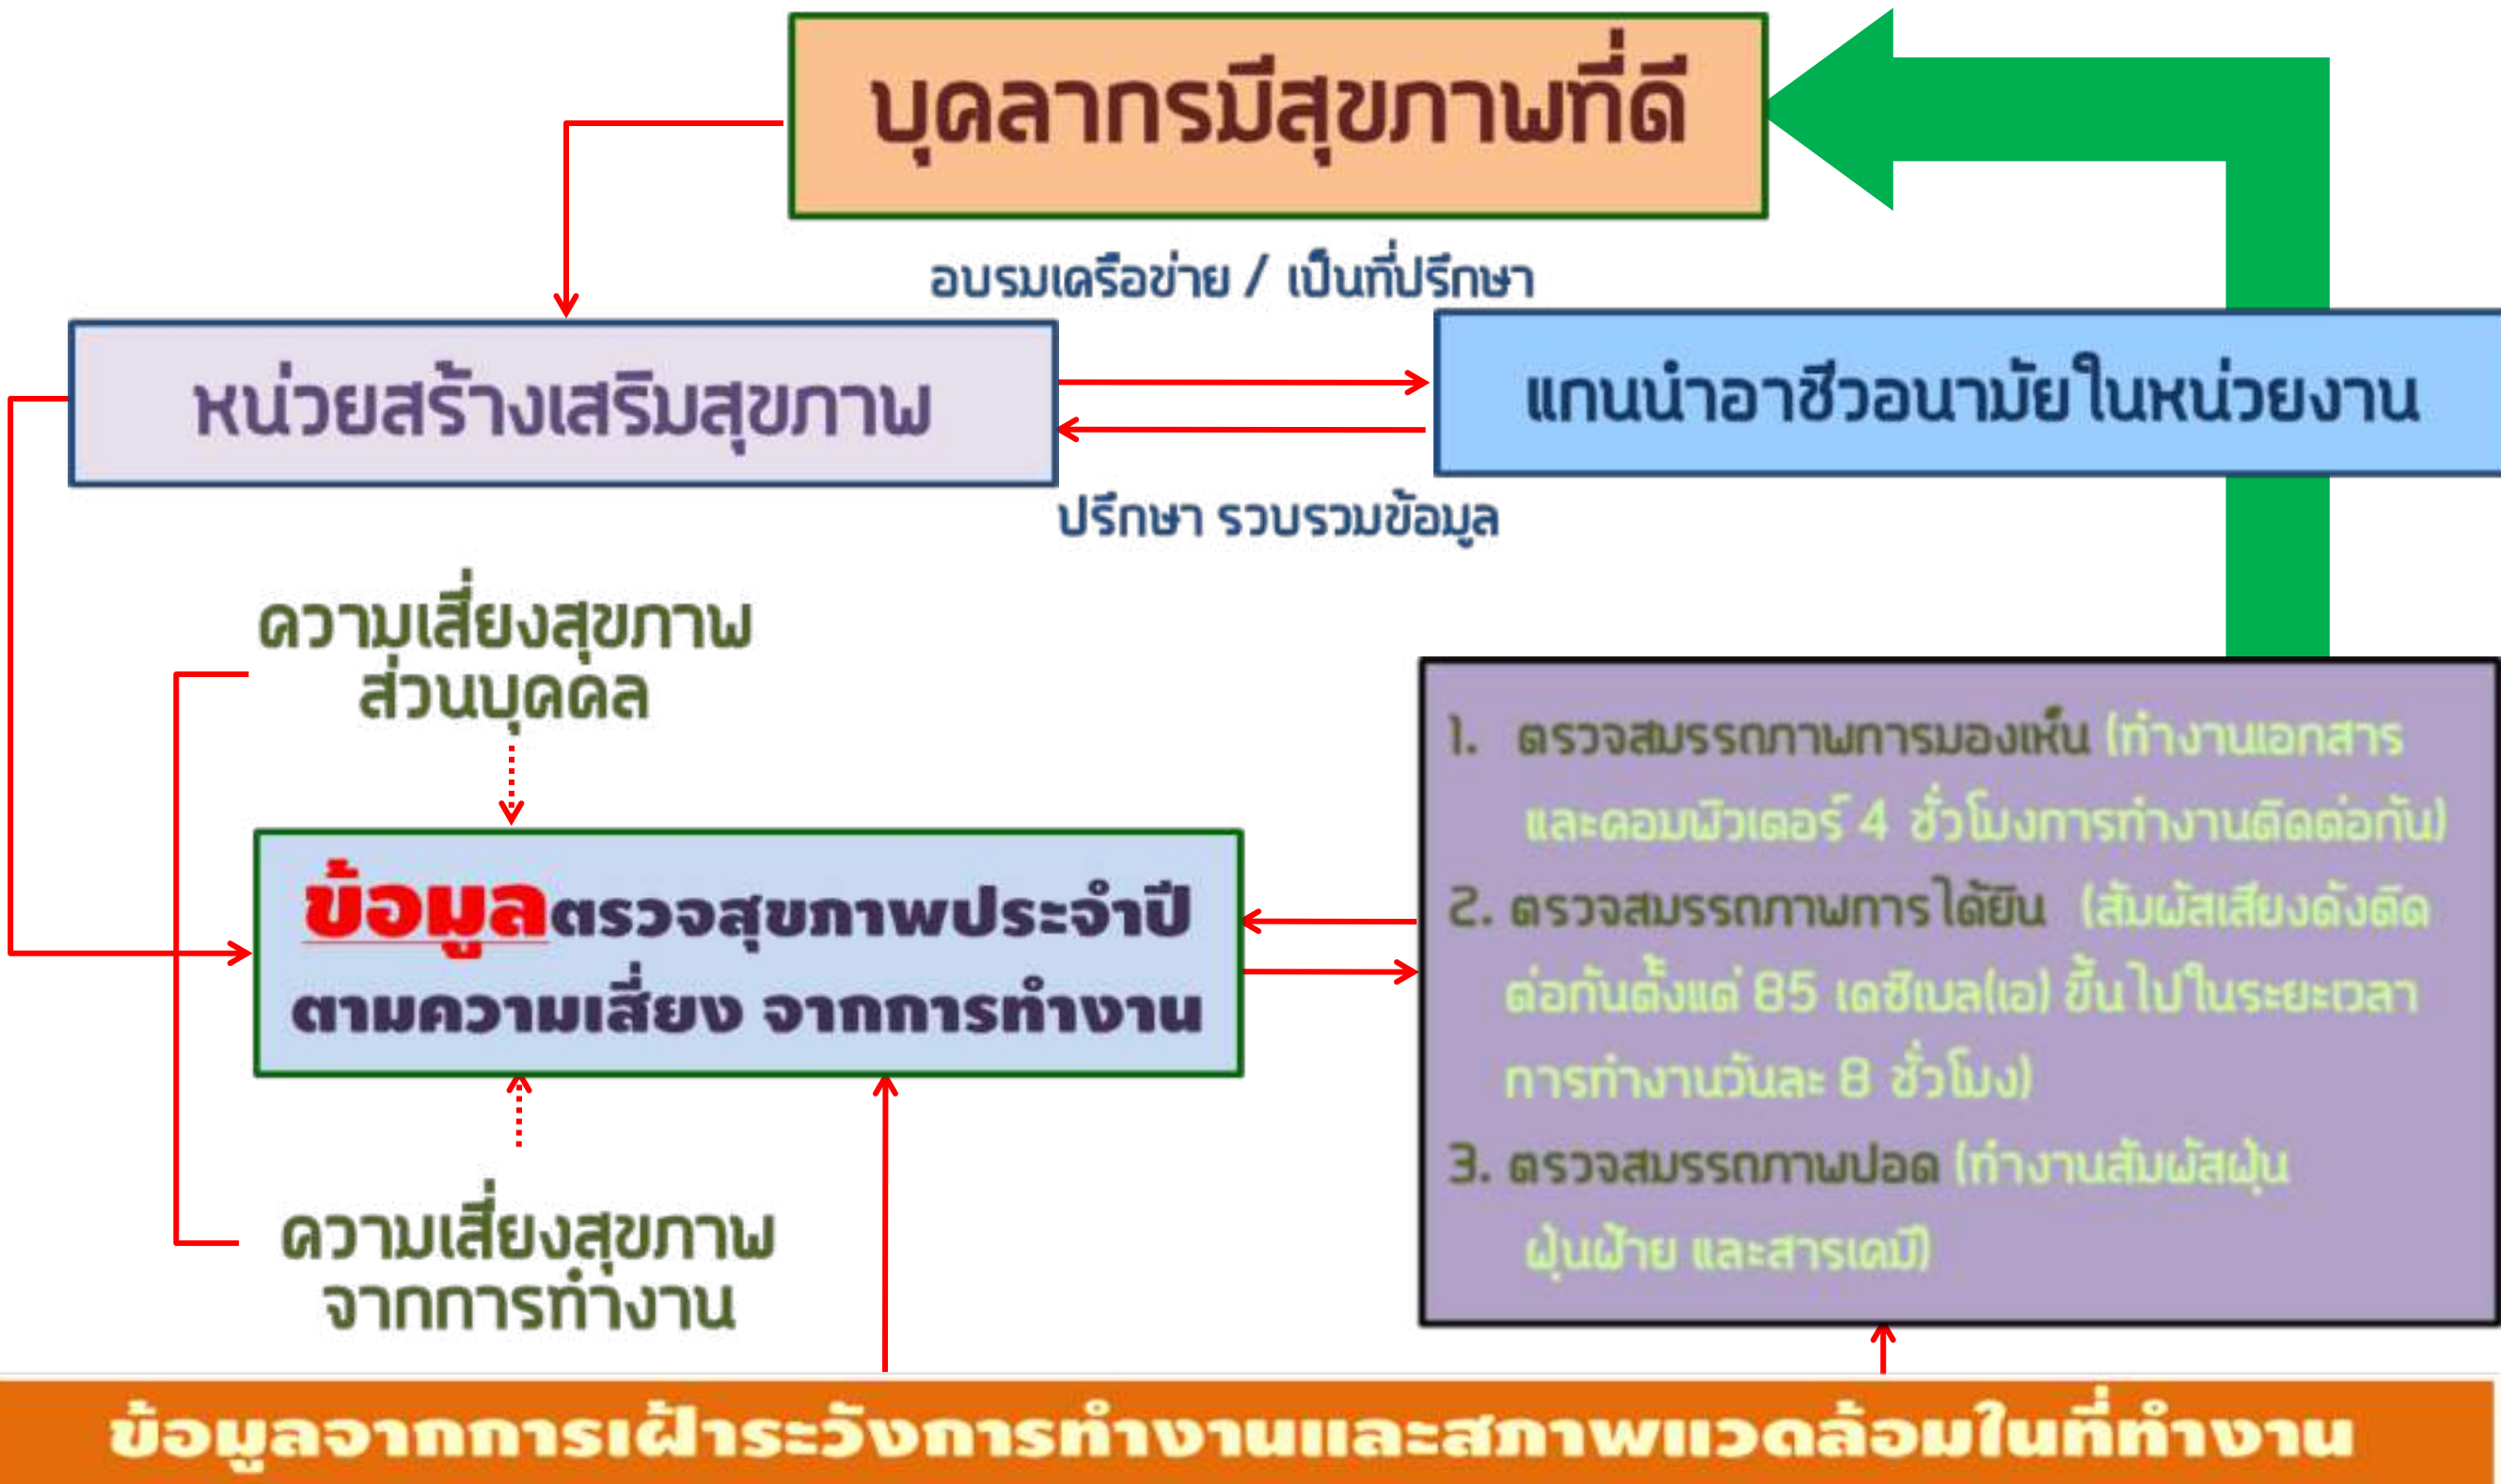 บุคลากรมีสุขภาพที่ดี
อบรมเครือข่าย / เป็นที่ปรึกษา
หน่วยสร้างเสริมสุขภาพ
แกนนำอาชีวอนามัยในหน่วยงาน
ปรึกษา รวบรวมข้อมูล
ความเสี่ยงสุขภาพ
ส่วนบุคคล
ข้อมูลตรวจสุขภาพประจำปี
ตามความเสี่ยง จากการทำงาน
ความเสี่ยงสุขภาพ
จากการทำงาน
1. ตรวจสมรรถภาพการมองเห็น (ทำงานเอกสาร
และคอมพิวเตอร์ 4 ชั่วโมงการทำงานติดต่อกัน)
2. ตรวจสมรรถภาพการได้ยิน (สัมผัสเสียงดังติด
ต่อกันตั้งแต่ 85 เดซิเบล(เอ) ขึ้นไปในระยะเวลา
การทำงานวันละ 8 ชั่วโมง)
3. ตรวจสมรรถภาพปอด (ทำงานสัมผัสฝุ่น
ฝุ่นฝ้าย และสารเคมี)
ข้อมูลจากการเฝ้าระวังการทำงานและสภาพแวดล้อมในที่ทำงาน